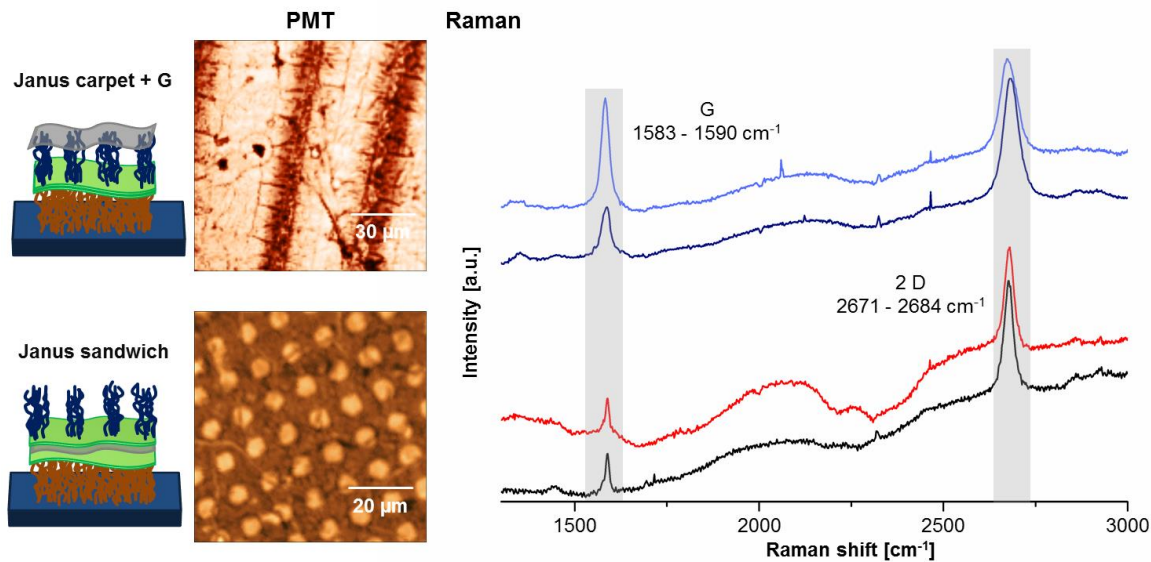 PMT
Raman
Janus carpet + G
30 µm
G
1583 - 1590 cm⁻¹
Janus sandwich
20 µm
2 D
2671 - 2684 cm⁻¹
Intensity [a.u.]
1500
2000
2500
3000
Raman shift [cm⁻¹]